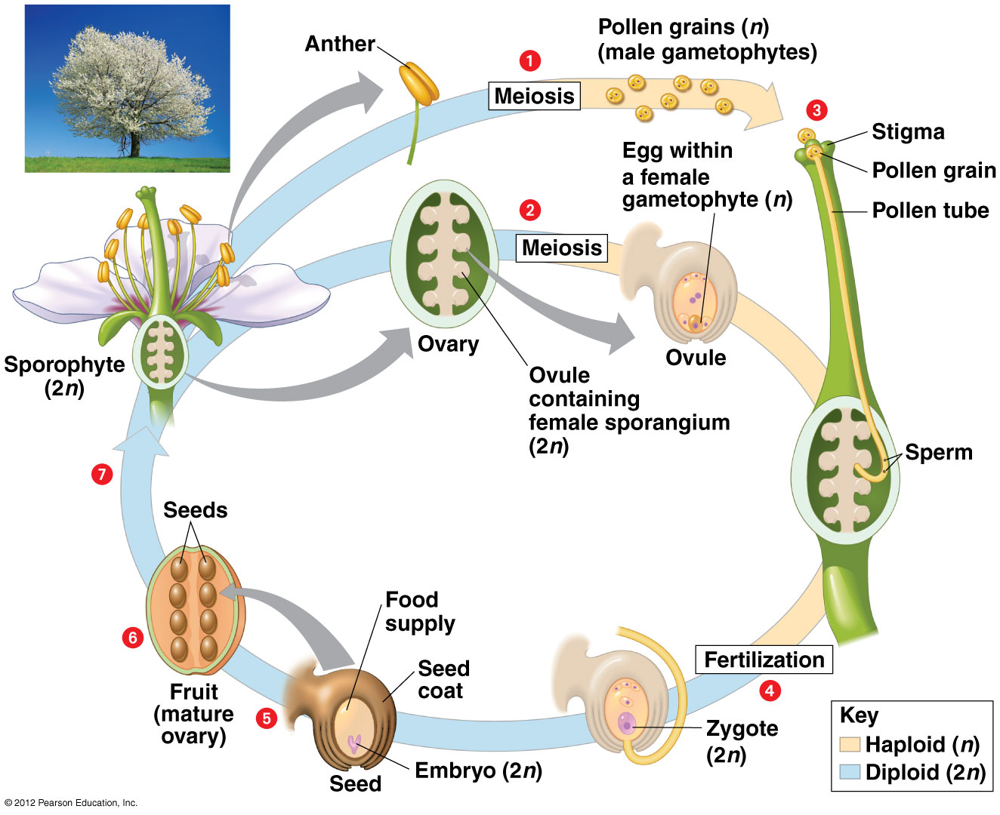 Anther
Pollen grains (n)
(male gametophytes)
1
Meiosis
3
Stigma
Pollen grain
Pollen tube
Egg within
a female
gametophyte (n)
2
Meiosis
Ovary
Ovule
Sporophyte
(2n)
Ovule
containing
female sporangium
(2n)
Sperm
7
Seeds
6
Fruit
(mature
ovary)
Food
supply
Seed
coat
5
Embryo (2n)
Seed
Fertilization
4
Zygote
(2n)
Key
Haploid (n)
Diploid (2n)
© 2012 Pearson Education, Inc.